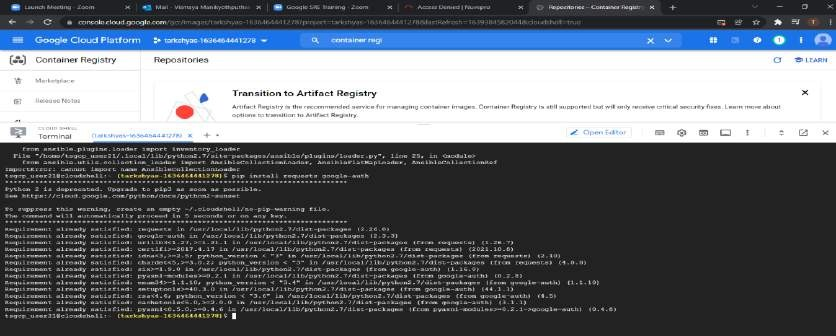 Launch Meeting - Zoom
Google SRE Training - Zoom
Access Denied | Nuvepro
Repositories – Container Registry
console.cloud.google.com/gcr/images/tarkshyas-1636464441278?project=tarkshyas-1636464441278
Google Cloud Platform
tarkshyas-1636464441278
container regi
Container Registry
Repositories
LEARN
Marketplace
Release Notes
Transition to Artifact Registry
Artifact Registry is the recommended service for managing container images. Container Registry is still supported but will only receive critical security fixes. Learn more about
options to transition to Artifact Registry.
CLOUD SHELL
Terminal
(tarkshyas-1636464441278)
Open Editor
from ansible.plugins.loader import inventory_loader
File "/home/tsgcp_user21/.local/lib/python2.7/site-packages/ansible/plugins/loader.py", line 25, in <module>
from ansible.utils.collection_loader import AnsibleCollectionLoader, AnsibleFlatMapLoader, AnsibleCollectionRef
ImportError: cannot import name AnsibleCollectionLoader
tsgcp_user21@cloudshell:~ (tarkshyas-1636464441278)$ pip install requests google-auth
Python 2 is deprecated. Upgrade to pip3 as soon as possible.
See https://cloud.google.com/python/docs/python2-sunset
To suppress this warning, create an empty ~/.cloudshell/no-pip-warning file.
The command will automatically proceed in 5 seconds or on any key.
Requirement already satisfied: requests in /usr/local/lib/python2.7/dist-packages (2.26.0)
Requirement already satisfied: google-auth in /usr/local/lib/python2.7/dist-packages (2.3.3)
Requirement already satisfied: urllib3<1.27,>=1.21.1 in /usr/local/lib/python2.7/dist-packages (from requests) (1.26.7)
Requirement already satisfied: certifi>=2017.4.17 in /usr/local/lib/python2.7/dist-packages (from requests) (2021.10.8)
Requirement already satisfied: idna<3,>=2.5; python_version < "3" in /usr/local/lib/python2.7/dist-packages (from requests) (2.10)
Requirement already satisfied: chardet<5,>=3.0.2; python_version < "3" in /usr/local/lib/python2.7/dist-packages (from requests) (4.0.0)
Requirement already satisfied: six>=1.9.0 in /usr/local/lib/python2.7/dist-packages (from google-auth) (1.16.0)
Requirement already satisfied: pyasn1-modules>=0.2.1 in /usr/local/lib/python2.7/dist-packages (from google-auth) (0.2.8)
Requirement already satisfied: enum34>=1.1.10; python_version < "3.4" in /usr/local/lib/python2.7/dist-packages (from google-auth) (1.1.10)
Requirement already satisfied: setuptools>=40.3.0 in /usr/local/lib/python2.7/dist-packages (from google-auth) (44.1.1)
Requirement already satisfied: rsa<4.6; python_version < "3.6" in /usr/local/lib/python2.7/dist-packages (from google-auth) (4.5)
Requirement already satisfied: cachetools<5.0,>=2.0.0 in /usr/local/lib/python2.7/dist-packages (from google-auth) (3.1.1)
Requirement already satisfied: pyasn1<0.5.0,>=0.4.6 in /usr/local/lib/python2.7/dist-packages (from pyasn1-modules>=0.2.1->google-auth) (0.4.8)
tsgcp_user21@cloudshell:~ (tarkshyas-1636464441278)$